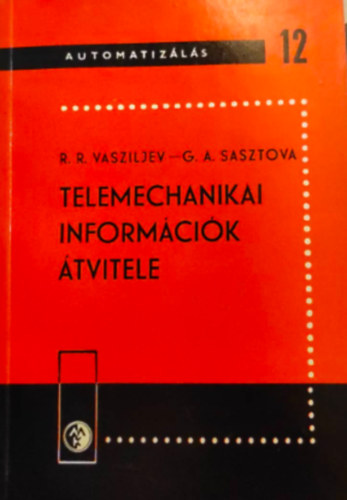 AUTOMATIZÁLÁS 12
R. R. VASZILJEV—G. A. SASZTOVA
TELEMECHANIKAI
INFORMÁCIÓK
ÁTVITELE